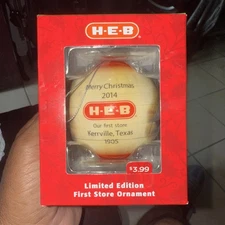 H-E-B
Merry Christmas
2014
H-E-B
Our first store
Kerrville, Texas
1905
$3.99
Limited Edition
First Store Ornament